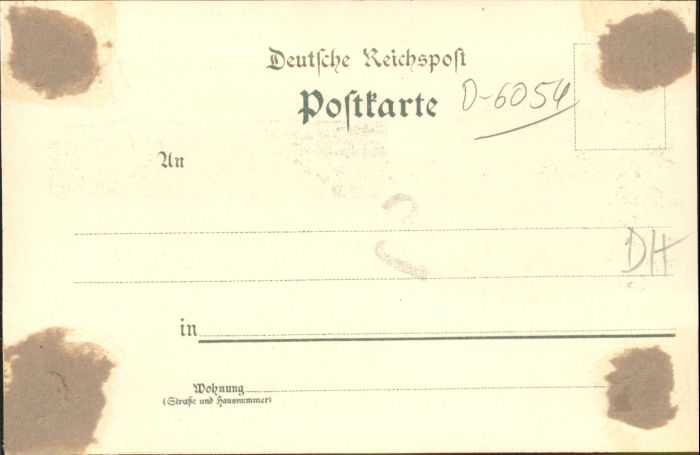 Deutsche Reichspost
Postkarte D-6054
An
DH
in
Wohnung
(Straße und Hausnummer)